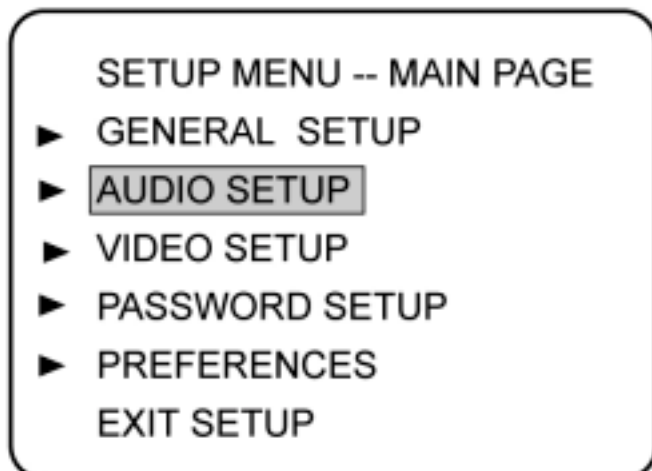 SETUP MENU -- MAIN PAGE
GENERAL SETUP
AUDIO SETUP
VIDEO SETUP
PASSWORD SETUP
PREFERENCES
EXIT SETUP